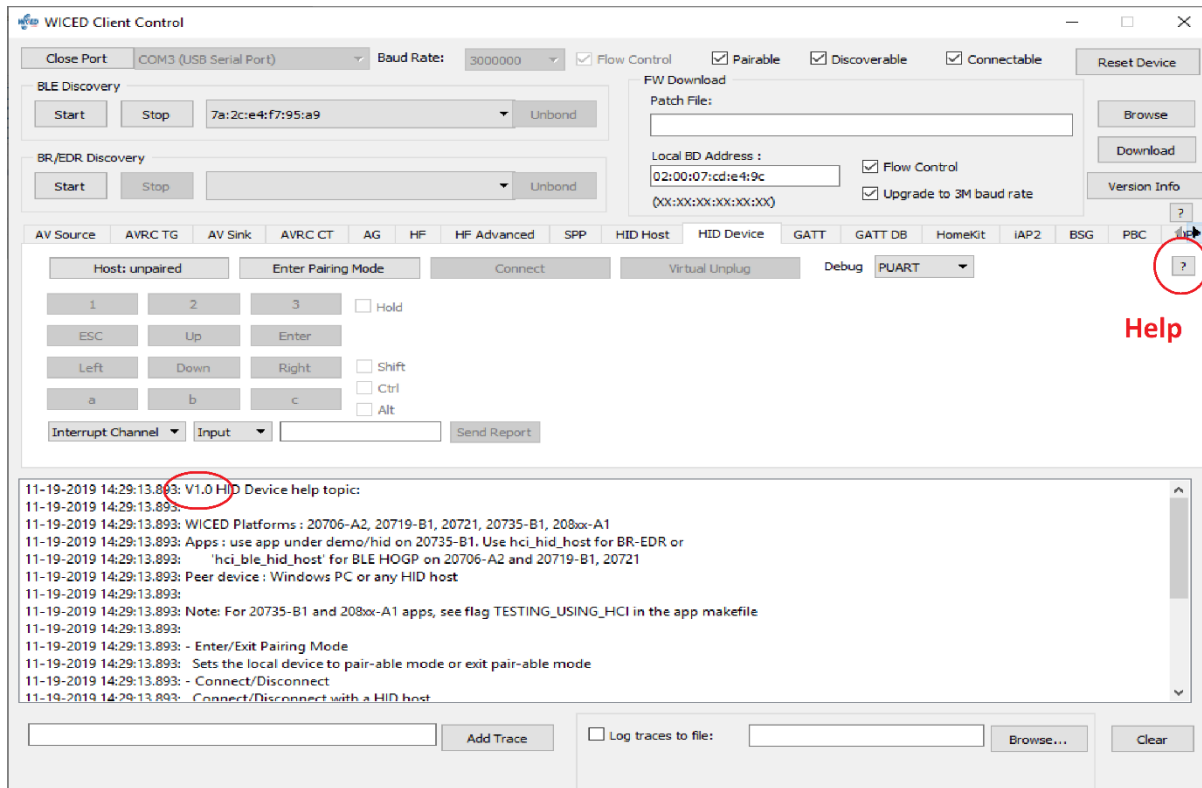 WICED Client Control
Close Port COM3 (USB Serial Port) Baud Rate: 3000000 Flow Control Pairable Discoverable Connectable Reset Device
BLE Discovery
Start Stop 7a:2c:e4:f7:95:a9 Unbond
FW Download
Patch File:
Browse
BR/EDR Discovery
Start Stop Unbond
Local BD Address :
02:00:07:cd:e4:9c
(XX:XX:XX:XX:XX:XX)
Flow Control
Upgrade to 3M baud rate
Download
Version Info
?
AV Source AVRC TG AV Sink AVRC CT AG HF HF Advanced SPP HID Host HID Device GATT GATT DB HomeKit iAP2 BSG PBC
Host: unpaired Enter Pairing Mode Connect Virtual Unplug Debug PUART ?
Help
1 2 3 Hold
ESC Up Enter
Left Down Right Shift
Ctrl
a b c Alt
Interrupt Channel Input Send Report
11-19-2019 14:29:13.893: V1.0 HID Device help topic:
11-19-2019 14:29:13.893:
11-19-2019 14:29:13.893: WICED Platforms : 20706-A2, 20719-B1, 20721, 20735-B1, 208xx-A1
11-19-2019 14:29:13.893: Apps : use app under demo/hid on 20735-B1. Use hci_hid_host for BR-EDR or
11-19-2019 14:29:13.893: 'hci_ble_hid_host' for BLE HOGP on 20706-A2 and 20719-B1, 20721
11-19-2019 14:29:13.893: Peer device : Windows PC or any HID host
11-19-2019 14:29:13.893:
11-19-2019 14:29:13.893: Note: For 20735-B1 and 208xx-A1 apps, see flag TESTING_USING_HCI in the app makefile
11-19-2019 14:29:13.893:
11-19-2019 14:29:13.893: - Enter/Exit Pairing Mode
11-19-2019 14:29:13.893: Sets the local device to pair-able mode or exit pair-able mode
11-19-2019 14:29:13.893: - Connect/Disconnect
11-19-2019 14:29:13.893: Connect/Disconnect with a HID host
Add Trace Log traces to file: Browse... Clear